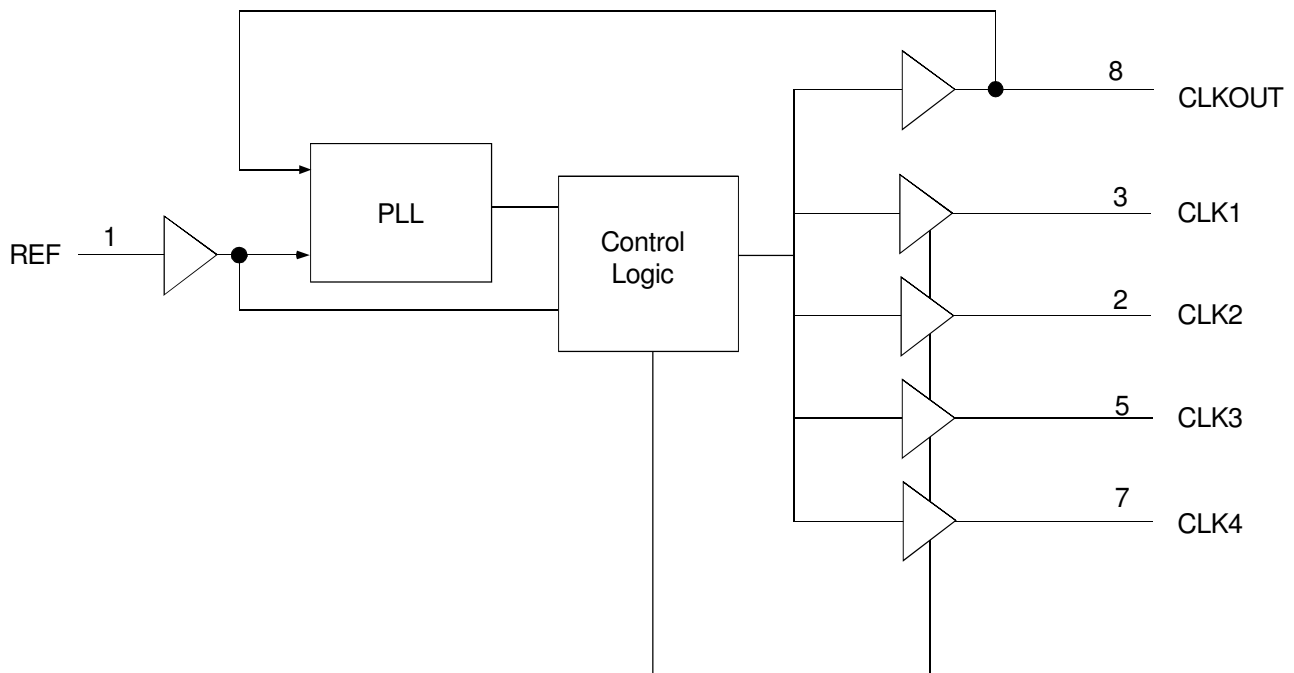 8
CLKOUT
PLL
3
CLK1
REF
1
Control
Logic
2
CLK2
5
CLK3
7
CLK4